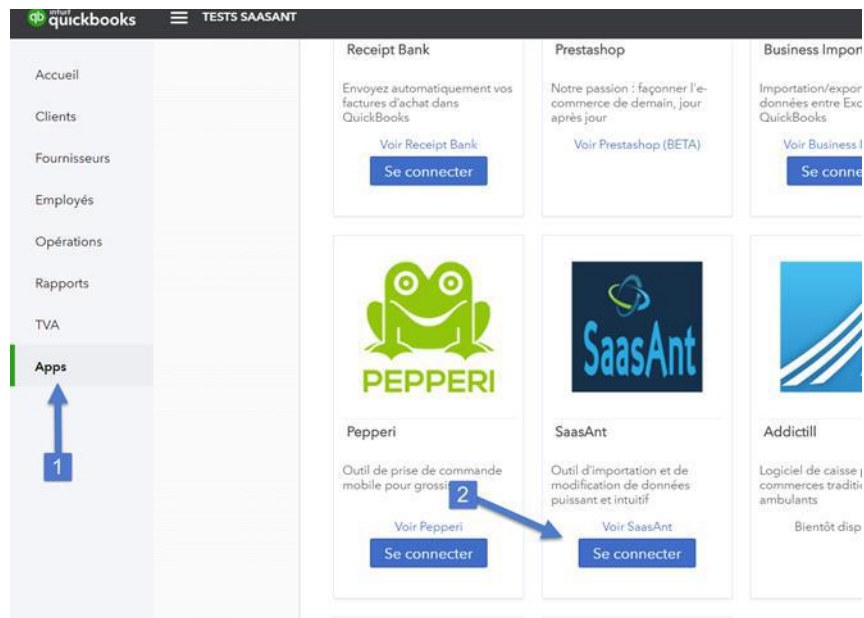 intuit
quickbooks
TESTS SAASANT
Accueil
Clients
Fournisseurs
Employés
Opérations
Rapports
TVA
Apps
1
Receipt Bank
Envoyez automatiquement vos
factures d'achat dans
QuickBooks
Voir Receipt Bank
Se connecter
Prestashop
Notre passion : façonner l'e-
commerce de demain, jour
après jour
Voir Prestashop (BETA)
Business Import
Importation/expor
données entre Exc
QuickBooks
Voir Business I
Se conne
PEPPERI
Pepperi
Outil de prise de commande
mobile pour grossi
2
Voir Pepperi
Se connecter
SaasAnt
SaasAnt
Outil d'importation et de
modification de données
puissant et intuitif
Voir SaasAnt
Se connecter
Addictill
Logiciel de caisse p
commerces traditi
ambulants
Bientôt disp